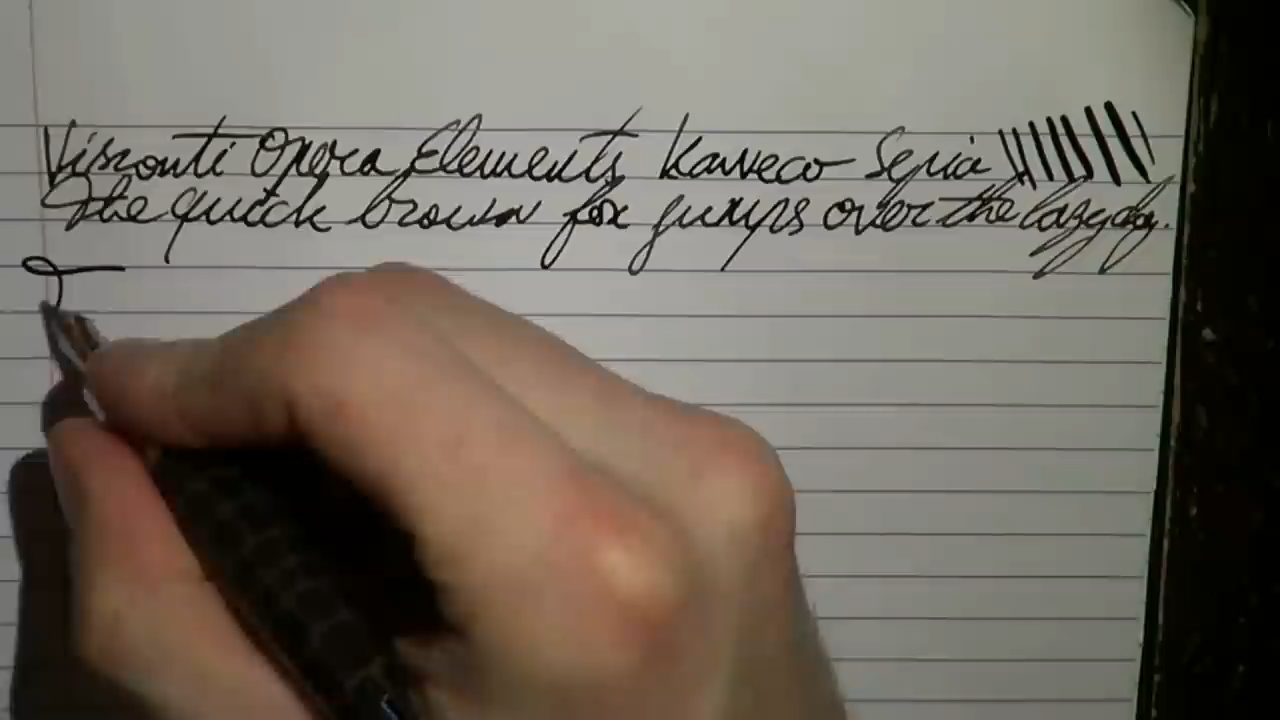 Visconti Opera Elements Kaweco Sepia
The quick brown fox jumps over the lazy dog.